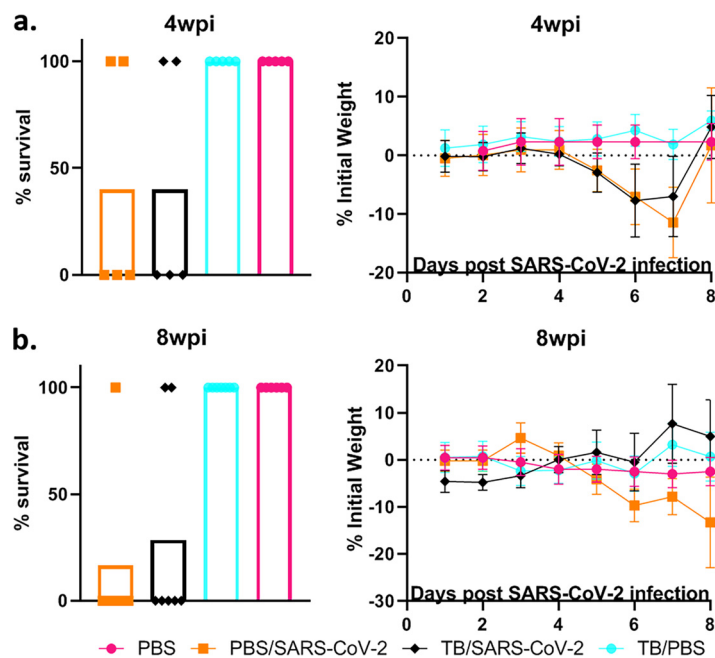 a.
4wpi
4wpi
% survival
100
50
0
% Initial Weight
20
10
0
-10
-20
Days post SARS-CoV-2 infection
0 2 4 6 8
b.
8wpi
8wpi
% survival
100
50
0
% Initial Weight
20
10
0
-10
-20
-30
Days post SARS-CoV-2 infection
0 2 4 6 8
PBS PBS/SARS-CoV-2 TB/SARS-CoV-2 TB/PBS